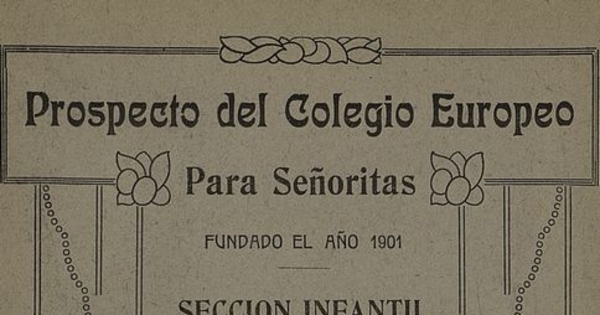 Prospecto del Colegio Europeo
Para Señoritas
FUNDADO EL AÑO 1901
SECCION INFANTIL